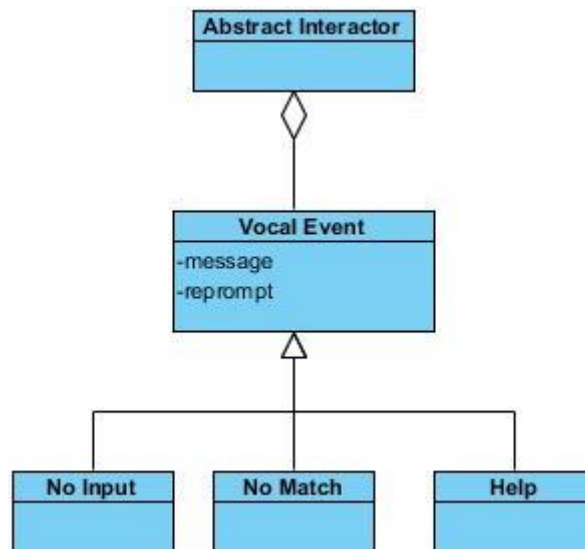 Abstract Interactor
Vocal Event
-message
-reprompt
No Input
No Match
Help